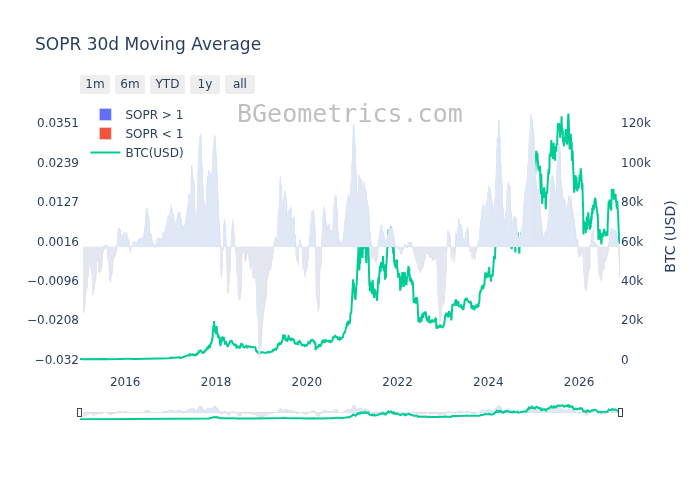 SOPR 30d Moving Average
1m 6m YTD 1y all
BGeometrics.com
SOPR > 1
SOPR < 1
BTC(USD)
0.0351
0.0239
0.0127
0.0016
−0.0096
−0.0208
−0.032
120k
100k
80k
60k
40k
20k
0
BTC (USD)
2016 2018 2020 2022 2024 2026